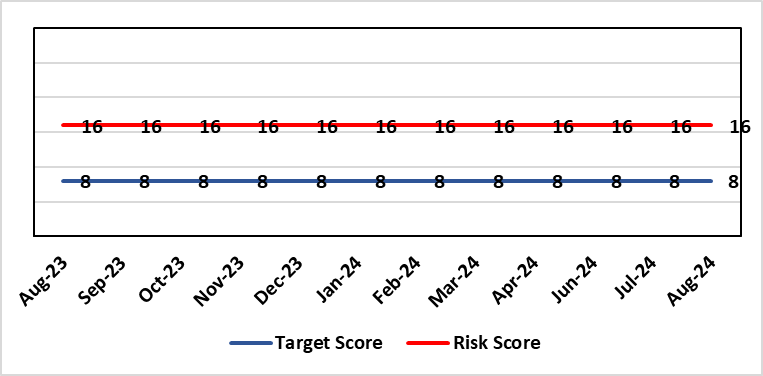 16 16 16 16 16 16 16 16 16 16 16 16
8 8 8 8 8 8 8 8 8 8 8 8
Aug-23 Sep-23 Oct-23 Nov-23 Dec-23 Jan-24 Feb-24 Mar-24 Apr-24 Jun-24 Jul-24 Aug-24
Target Score Risk Score